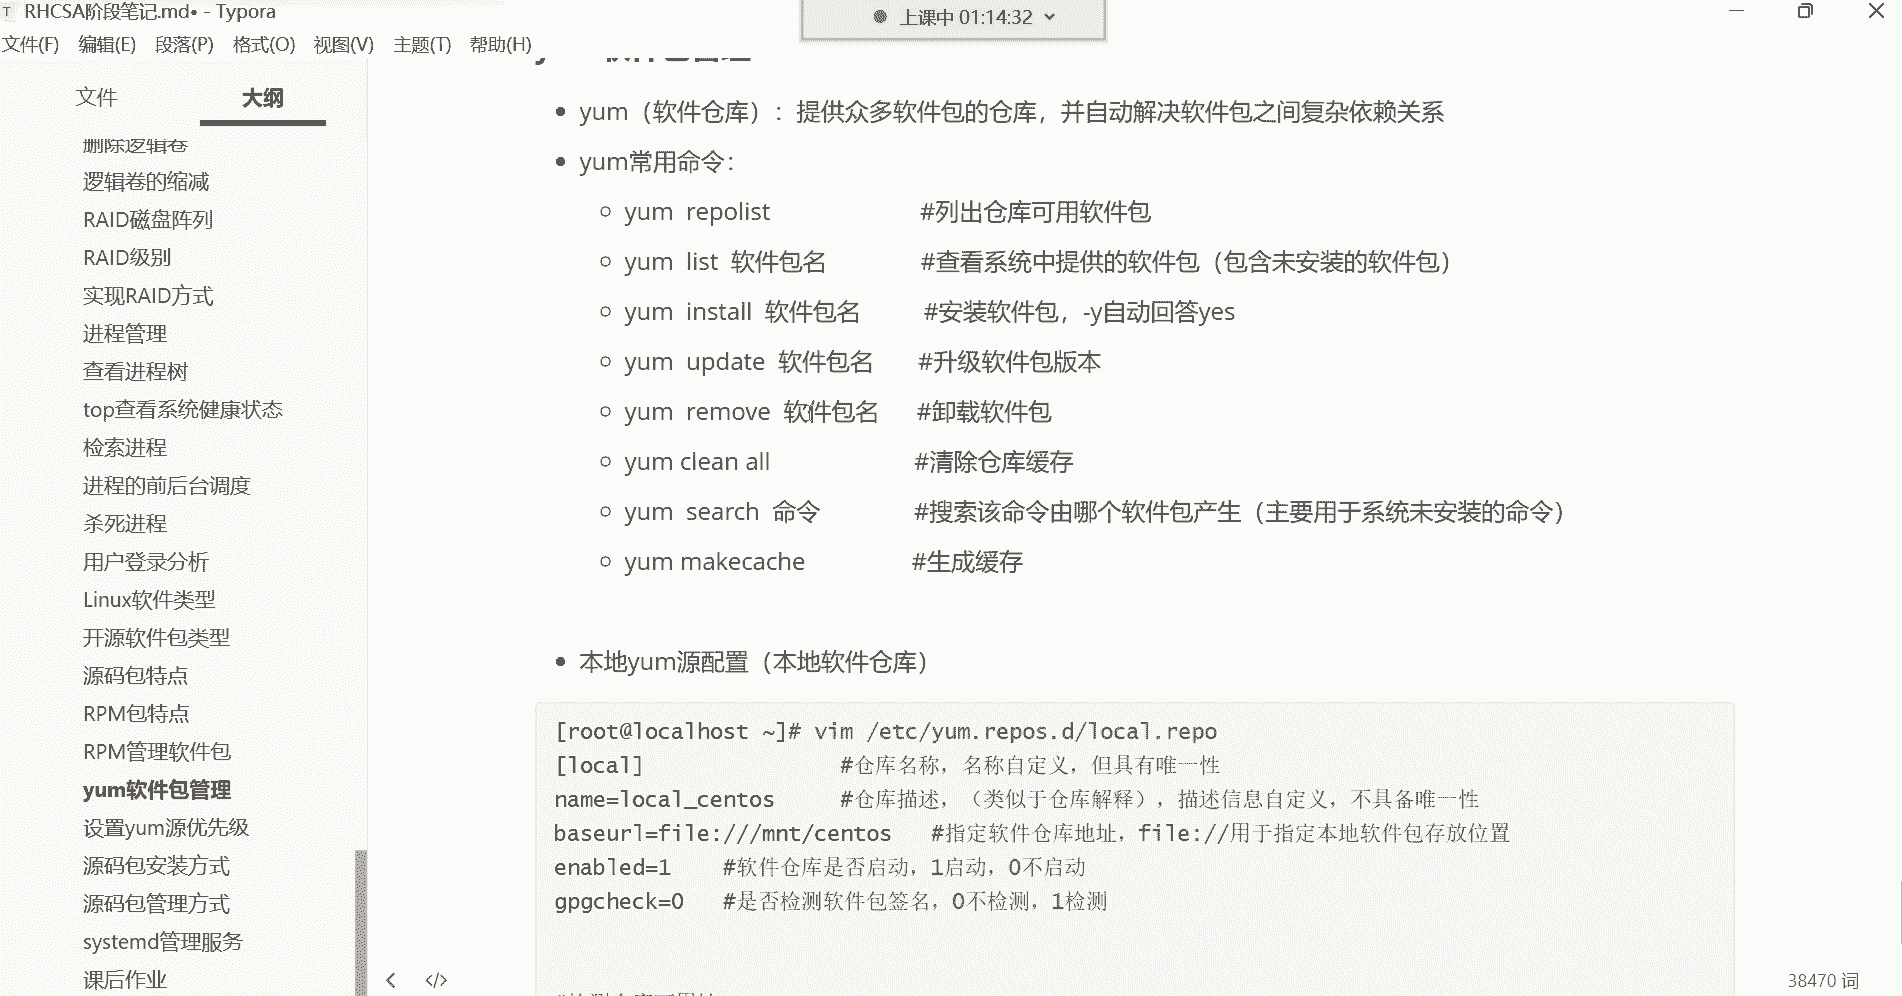 T RHCSA阶段笔记.md• - Typora
上课中 01:14:32
文件(F) 编辑(E) 段落(P) 格式(O) 视图(V) 主题(T) 帮助(H)
文件 大纲
删除逻辑卷
逻辑卷的缩减
RAID磁盘阵列
RAID级别
实现RAID方式
进程管理
查看进程树
top查看系统健康状态
检索进程
进程的前后台调度
杀死进程
用户登录分析
Linux软件类型
开源软件包类型
源码包特点
RPM包特点
RPM管理软件包
yum软件包管理
设置yum源优先级
源码包安装方式
源码包管理方式
systemd管理服务
课后作业
yum（软件仓库）：提供众多软件包的仓库，并自动解决软件包之间复杂依赖关系
yum常用命令：
yum repolist #列出仓库可用软件包
yum list 软件包名 #查看系统中提供的软件包（包含未安装的软件包）
yum install 软件包名 #安装软件包，-y自动回答yes
yum update 软件包名 #升级软件包版本
yum remove 软件包名 #卸载软件包
yum clean all #清除仓库缓存
yum search 命令 #搜索该命令由哪个软件包产生（主要用于系统未安装的命令）
yum makecache #生成缓存
本地yum源配置（本地软件仓库）
[root@localhost ~]# vim /etc/yum.repos.d/local.repo
[local] #仓库名称，名称自定义，但具有唯一性
name=local_centos #仓库描述，（类似于仓库解释），描述信息自定义，不具备唯一性
baseurl=file:///mnt/centos #指定软件仓库地址，file://用于指定本地软件包存放位置
enabled=1 #软件仓库是否启动，1启动，0不启动
gpgcheck=0 #是否检测软件包签名，0不检测，1检测
38470 词